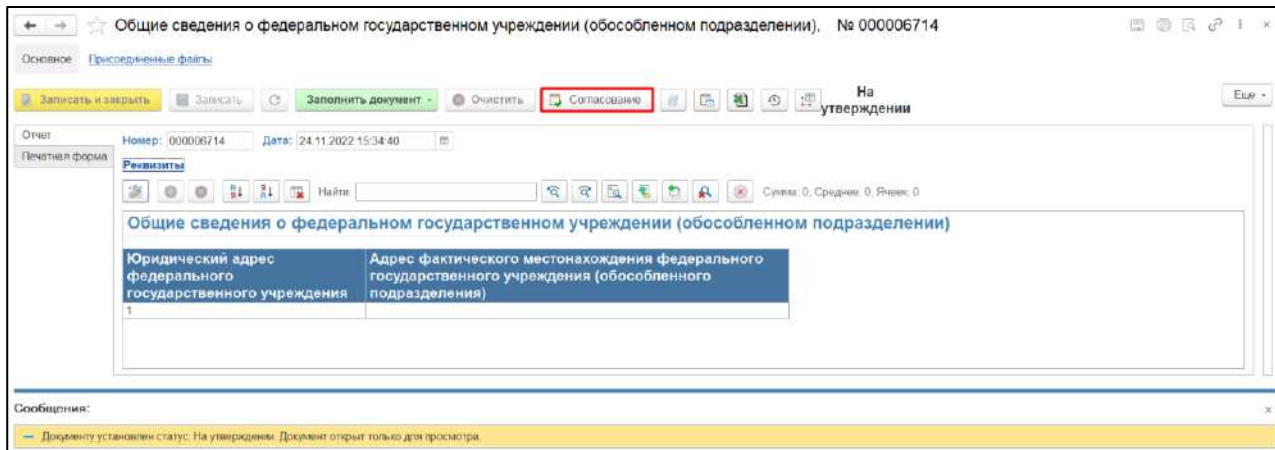 Общие сведения о федеральном государственном учреждении (обособленном подразделении), № 000006714
Основное Присоединенные файлы
Записать и закрыть Записать Заполнить документ Очистить Согласование На утверждении Еще
Отчет
Печатная форма
Номер: 000006714 Дата: 24.11.2022 15:34:40
Реквизиты
Найти: Сумма: 0, Среднее: 0, Ячеек: 0
Общие сведения о федеральном государственном учреждении (обособленном подразделении)
Юридический адрес федерального государственного учреждения
Адрес фактического местонахождения федерального государственного учреждения (обособленного подразделения)
1
Сообщения:
Документу установлен статус: На утверждении. Документ открыт только для просмотра.